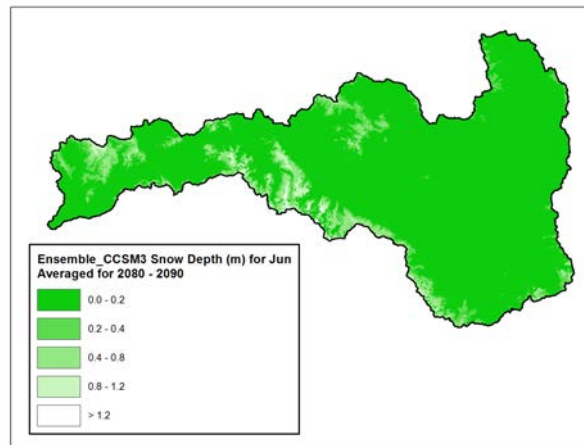 Ensemble_CCSM3 Snow Depth (m) for Jun
Averaged for 2080 - 2090
0.0 - 0.2
0.2 - 0.4
0.4 - 0.8
0.8 - 1.2
> 1.2